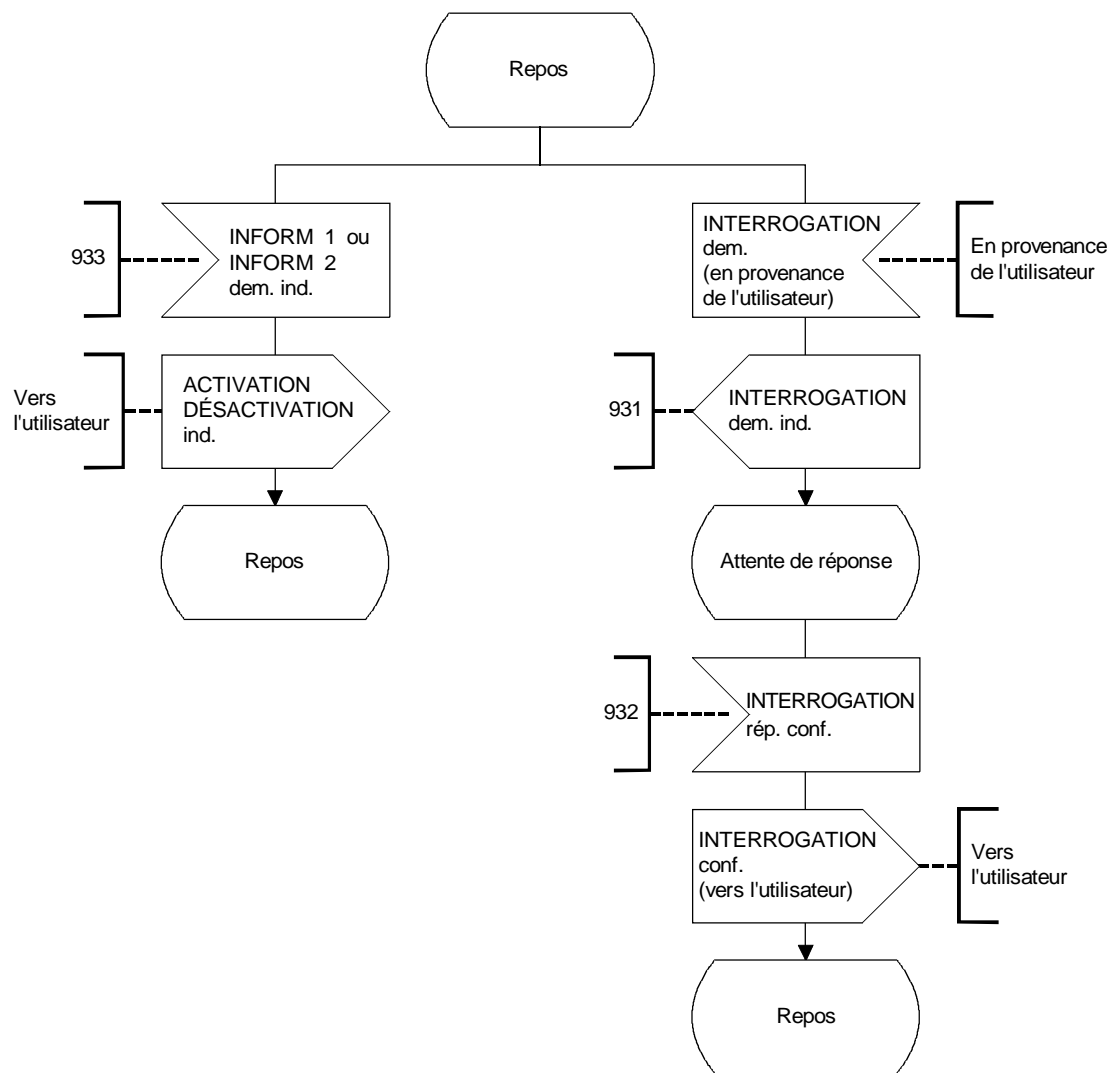 Repos
933
INFORM 1 ou
INFORM 2
dem. ind.
INTERROGATION
dem.
(en provenance
de l'utilisateur)
En provenance
de l'utilisateur
Vers
l'utilisateur
ACTIVATION
DÉSACTIVATION
ind.
931
INTERROGATION
dem. ind.
Repos
Attente de réponse
932
INTERROGATION
rép. conf.
INTERROGATION
conf.
(vers l'utilisateur)
Vers
l'utilisateur
Repos